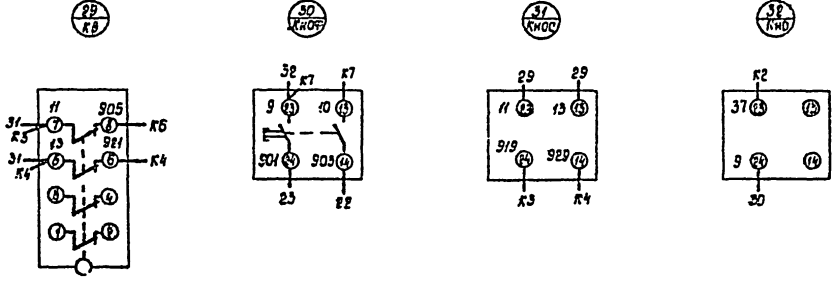 29 30 31 32
КВ КНОТ КНОС КНО
32 К7 К7 29 29 К2
11 905 9 23 10 13 11 23 13 13 37 23 13
31 К3 7 8 К6
31 К4 13 5 921 6 К4
901 24 903 14 919 24 929 14 9 24 14
3 4 23 22 К3 К4 30
1 2